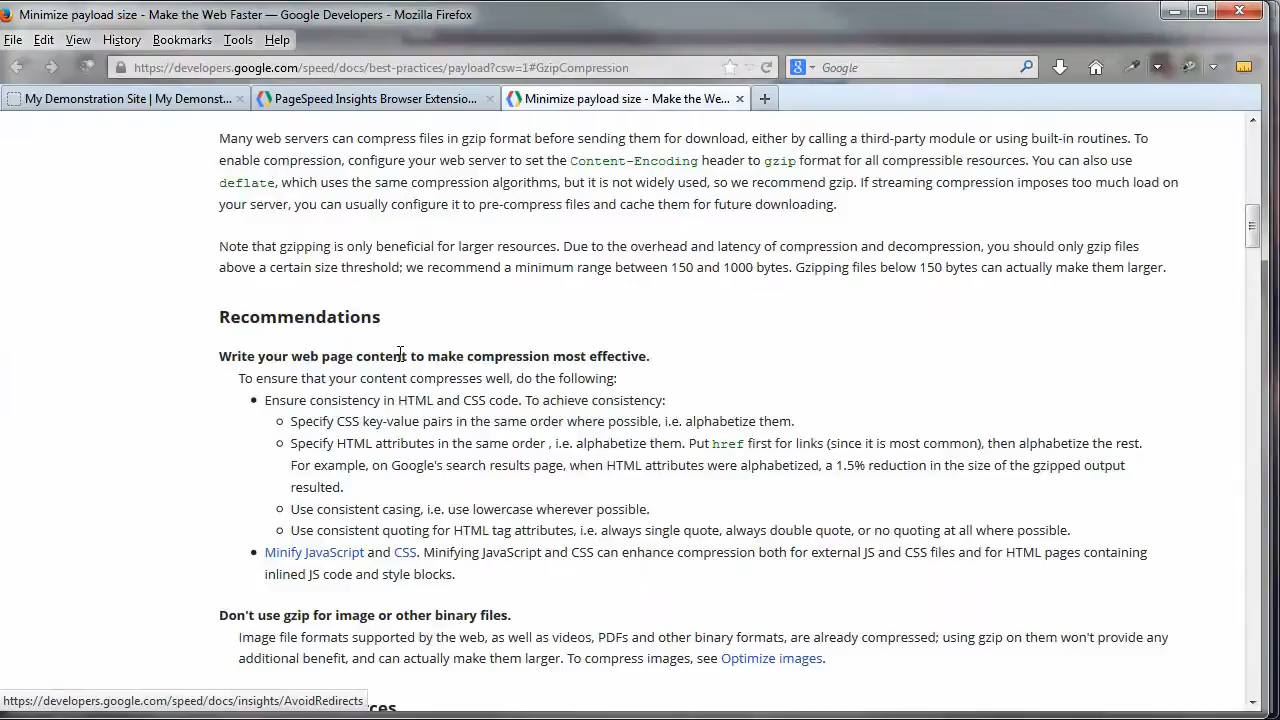 Minimize payload size - Make the Web Faster — Google Developers - Mozilla Firefox
File Edit View History Bookmarks Tools Help
https://developers.google.com/speed/docs/best-practices/payload?csw=1#GzipCompression
Google
My Demonstration Site | My Demonst...
PageSpeed Insights Browser Extensio...
Minimize payload size - Make the We...
Many web servers can compress files in gzip format before sending them for download, either by calling a third-party module or using built-in routines. To
enable compression, configure your web server to set the Content-Encoding header to gzip format for all compressible resources. You can also use
deflate, which uses the same compression algorithms, but it is not widely used, so we recommend gzip. If streaming compression imposes too much load on
your server, you can usually configure it to pre-compress files and cache them for future downloading.
Note that gzipping is only beneficial for larger resources. Due to the overhead and latency of compression and decompression, you should only gzip files
above a certain size threshold; we recommend a minimum range between 150 and 1000 bytes. Gzipping files below 150 bytes can actually make them larger.
Recommendations
Write your web page content to make compression most effective.
To ensure that your content compresses well, do the following:
Ensure consistency in HTML and CSS code. To achieve consistency:
Specify CSS key-value pairs in the same order where possible, i.e. alphabetize them.
Specify HTML attributes in the same order , i.e. alphabetize them. Put href first for links (since it is most common), then alphabetize the rest.
For example, on Google's search results page, when HTML attributes were alphabetized, a 1.5% reduction in the size of the gzipped output
resulted.
Use consistent casing, i.e. use lowercase wherever possible.
Use consistent quoting for HTML tag attributes, i.e. always single quote, always double quote, or no quoting at all where possible.
Minify JavaScript and CSS. Minifying JavaScript and CSS can enhance compression both for external JS and CSS files and for HTML pages containing
inlined JS code and style blocks.
Don't use gzip for image or other binary files.
Image file formats supported by the web, as well as videos, PDFs and other binary formats, are already compressed; using gzip on them won't provide any
additional benefit, and can actually make them larger. To compress images, see Optimize images.
https://developers.google.com/speed/docs/insights/AvoidRedirects